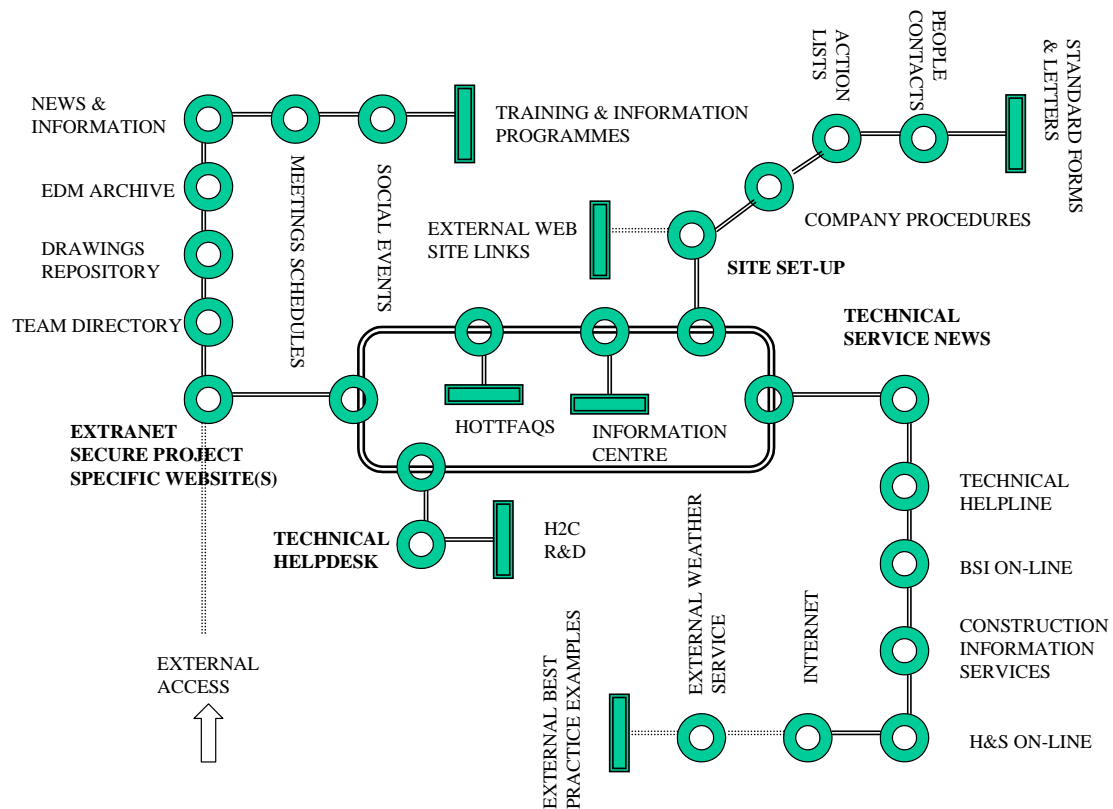 NEWS &
INFORMATION
EDM ARCHIVE
DRAWINGS
REPOSITORY
TEAM DIRECTORY
MEETINGS SCHEDULES
SOCIAL EVENTS
TRAINING & INFORMATION
PROGRAMMES
EXTERNAL WEB
SITE LINKS
ACTION
LISTS
PEOPLE
CONTACTS
STANDARD FORMS
& LETTERS
COMPANY PROCEDURES
SITE SET-UP
TECHNICAL
SERVICE NEWS
HOTTFAQS
INFORMATION
CENTRE
EXTRANET
SECURE PROJECT
SPECIFIC WEBSITE(S)
TECHNICAL
HELPDESK
H2C
R&D
TECHNICAL
HELPLINE
BSI ON-LINE
CONSTRUCTION
INFORMATION
SERVICES
H&S ON-LINE
INTERNET
EXTERNAL WEATHER
SERVICE
EXTERNAL BEST
PRACTICE EXAMPLES
EXTERNAL
ACCESS